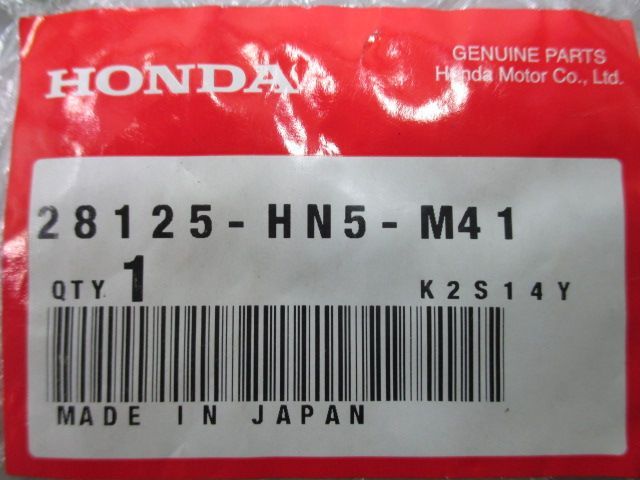 HONDA
GENUINE PARTS
Honda Motor Co., Ltd.
28125-HN5-M41
QTY 1 K2S14Y
MADE IN JAPAN